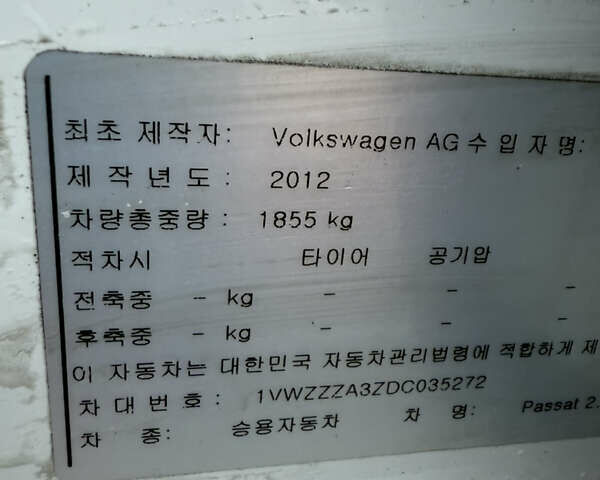 최초 제작자: Volkswagen AG 수 입 자 명:
제 작 년 도 : 2012
차량총중량 : 1855 kg
적차시 타이어 공기압
전축중 - kg - - -
후축중 - kg - - -
이 자동차는 대한민국 자동차관리법령에 적합하게 제
차 대 번 호 : 1VWZZZA3ZDC035272
차 종: 승용자동차 차 명: Passat 2.